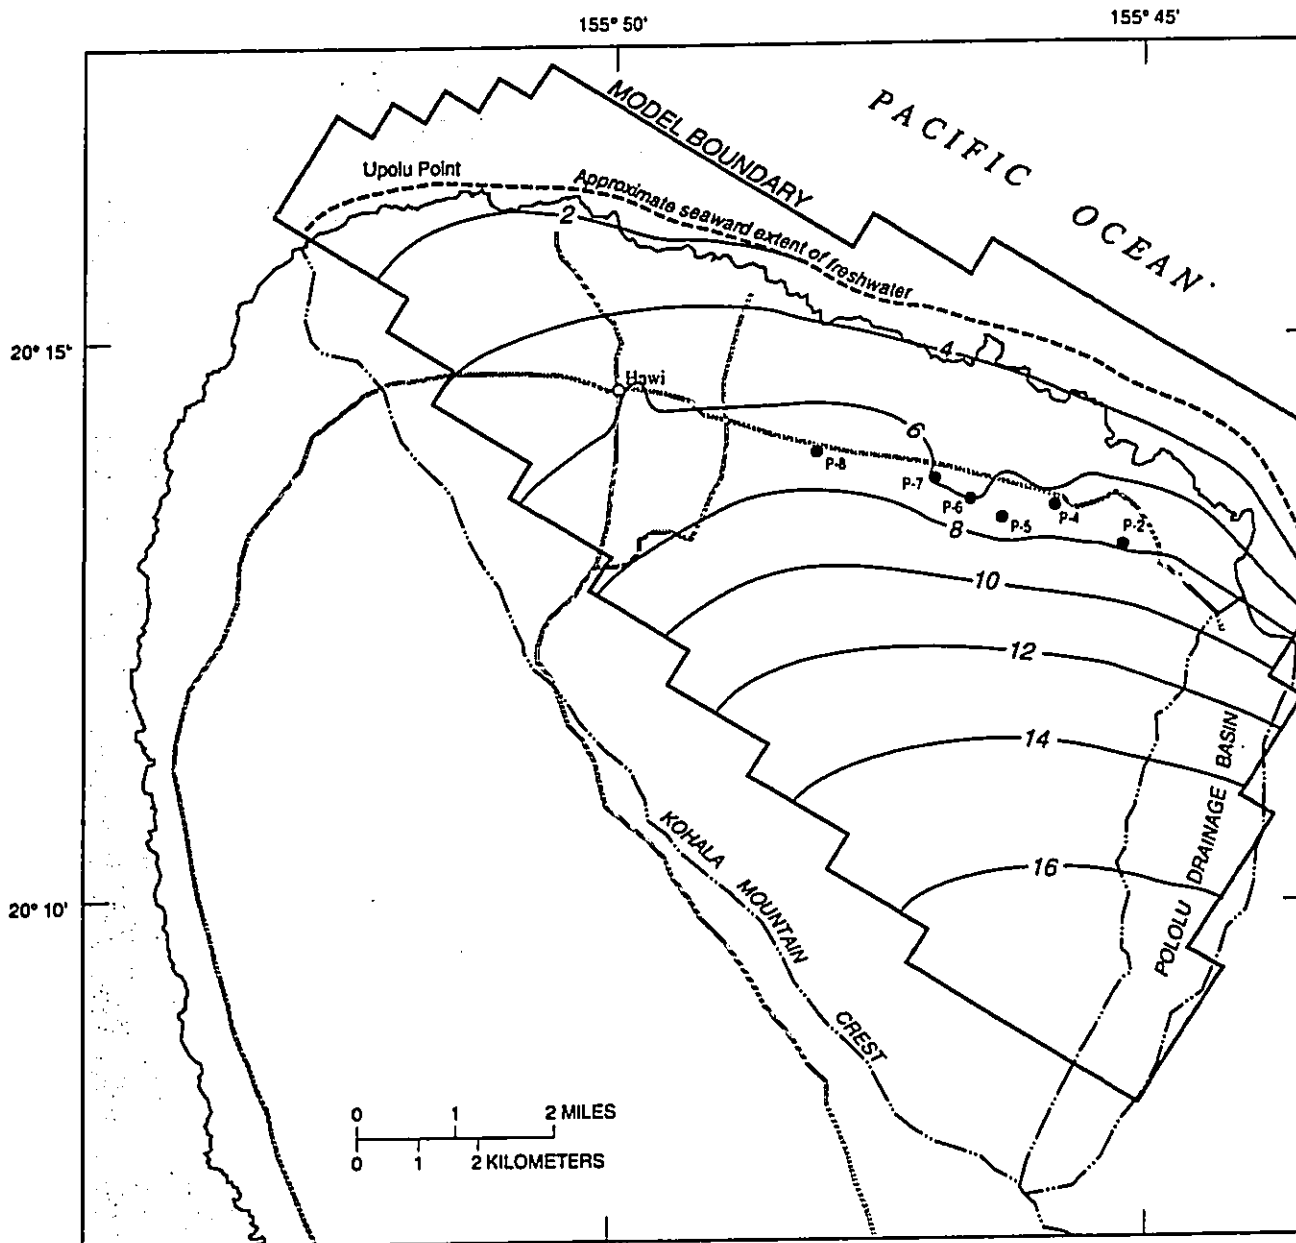 155° 50'
155° 45'
PACIFIC OCEAN
MODEL BOUNDARY
Upolu Point
Approximate seaward extent of freshwater
2
20° 15'
4
Hawi
6
P-8
P-7
P-6
P-5
P-4
P-2
8
10
12
14
16
POLOLU DRAINAGE BASIN
KOHALA MOUNTAIN CREST
20° 10'
0 1 2 MILES
0 1 2 KILOMETERS